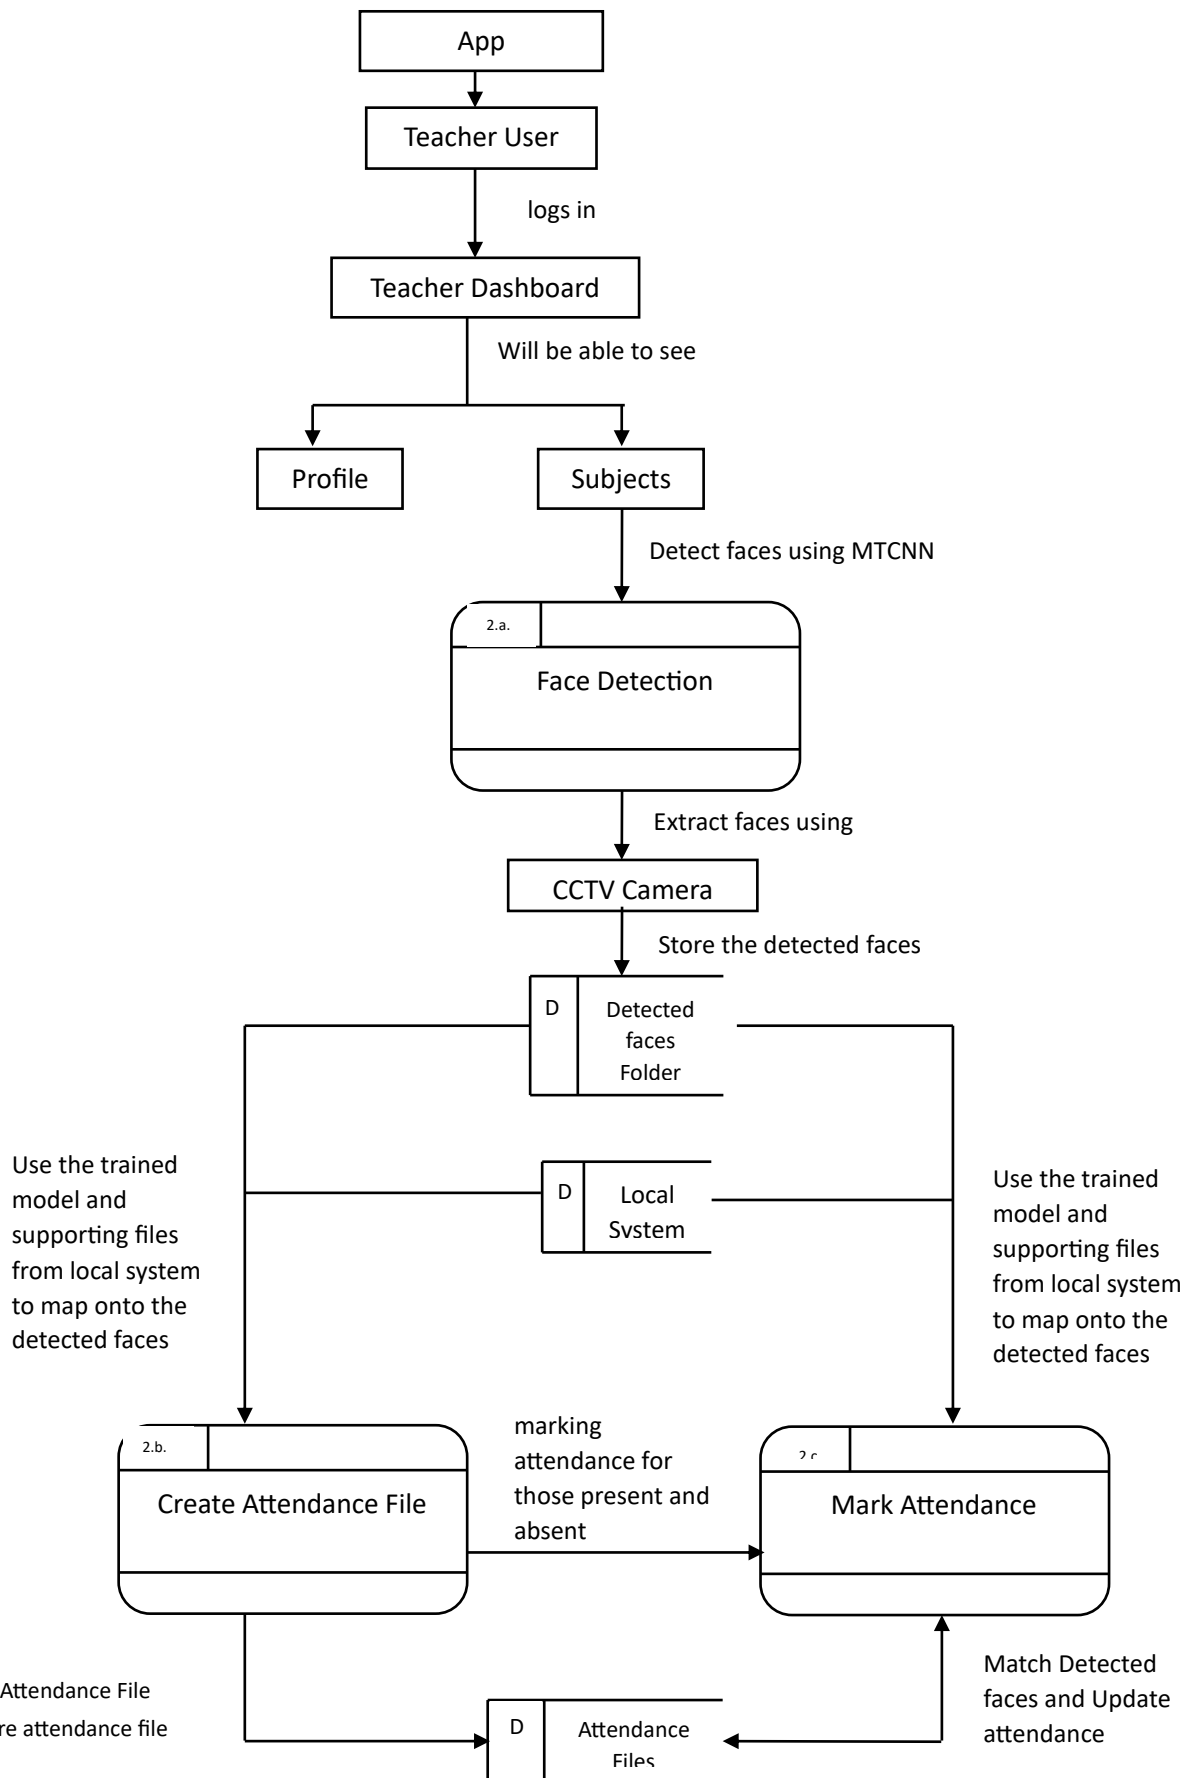 App
Teacher User
logs in
Teacher Dashboard
Will be able to see
Profile
Subjects
Detect faces using MTCNN
2.a.
Face Detection
Extract faces using
CCTV Camera
Store the detected faces
D
Detected
faces
Folder
Use the trained
model and
supporting files
from local system
to map onto the
detected faces
D
Local
System
Use the trained
model and
supporting files
from local system
to map onto the
detected faces
2.b.
Create Attendance File
marking
attendance for
those present and
absent
2.c
Mark Attendance
Attendance File
attendance file
D
Attendance
Files
Match Detected
faces and Update
attendance